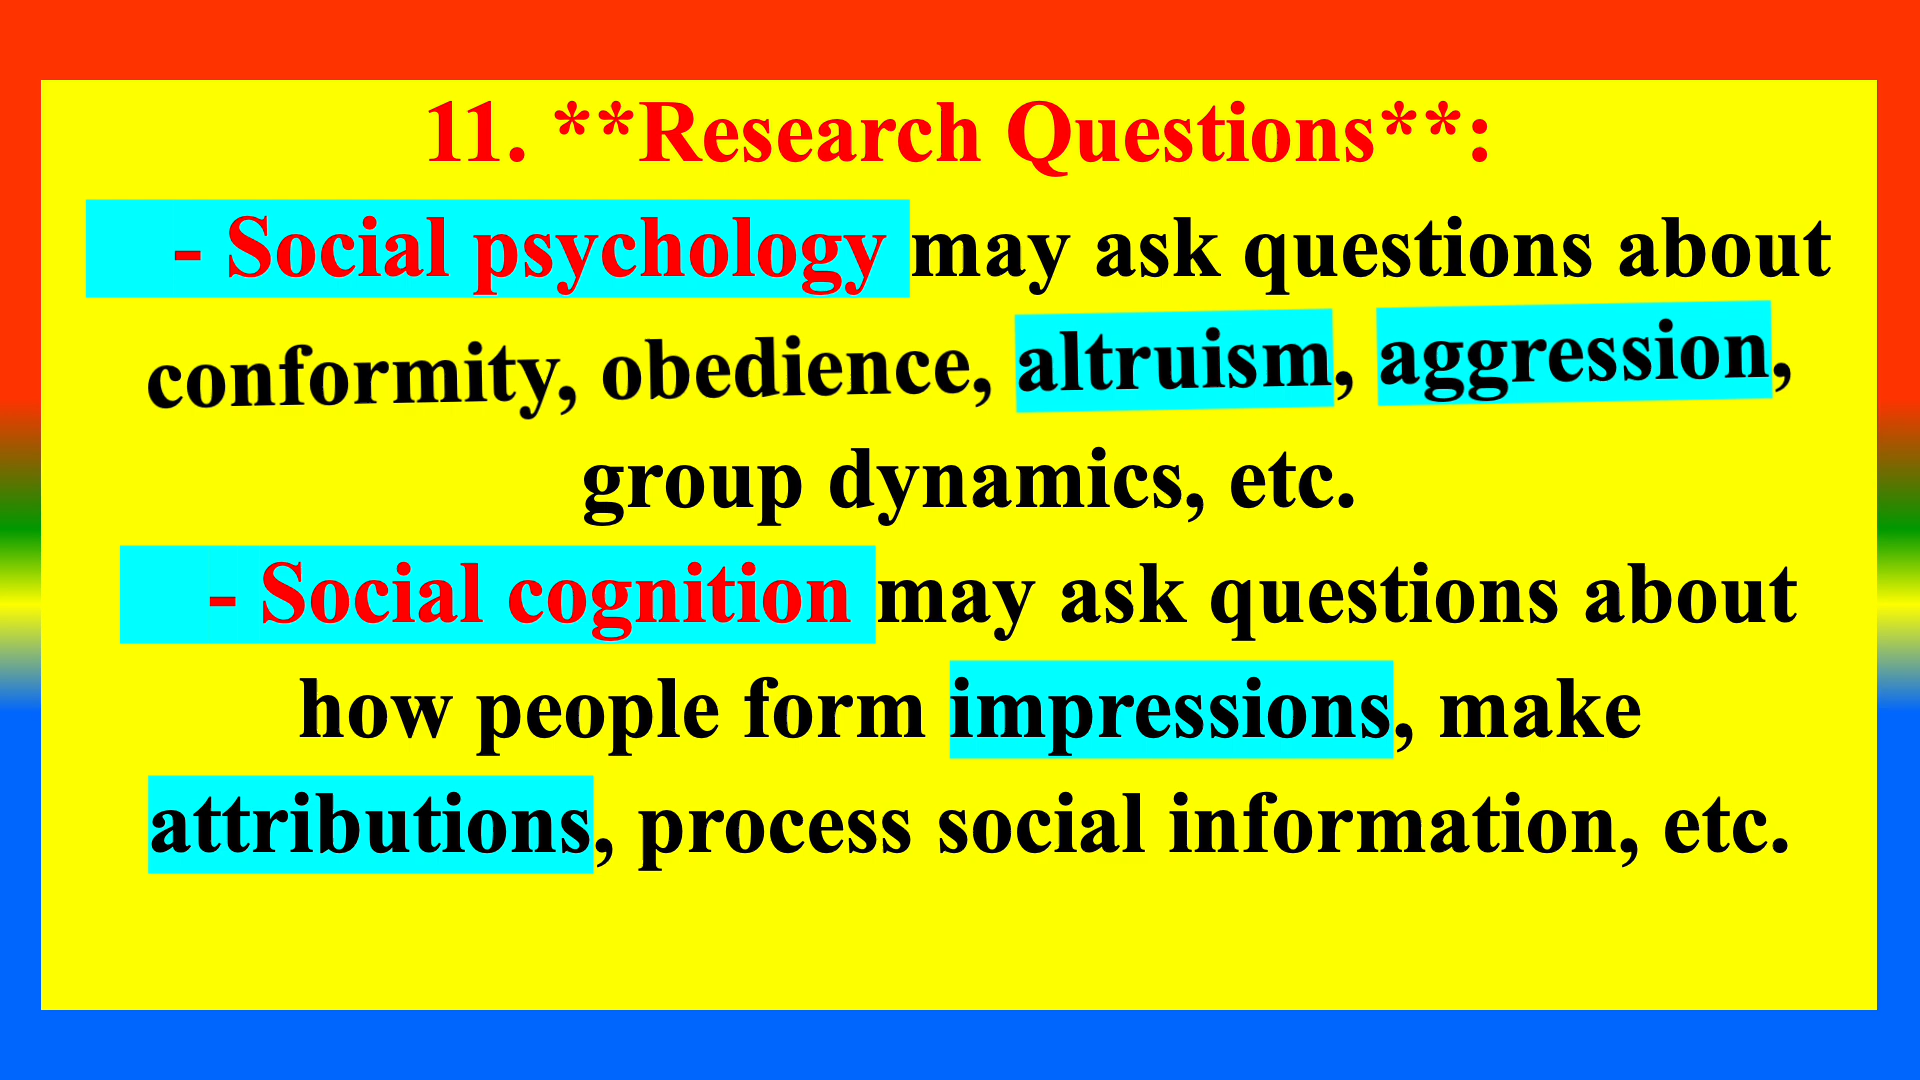 11. **Research Questions**:
- Social psychology may ask questions about
conformity, obedience, altruism, aggression,
group dynamics, etc.
- Social cognition may ask questions about
how people form impressions, make
attributions, process social information, etc.